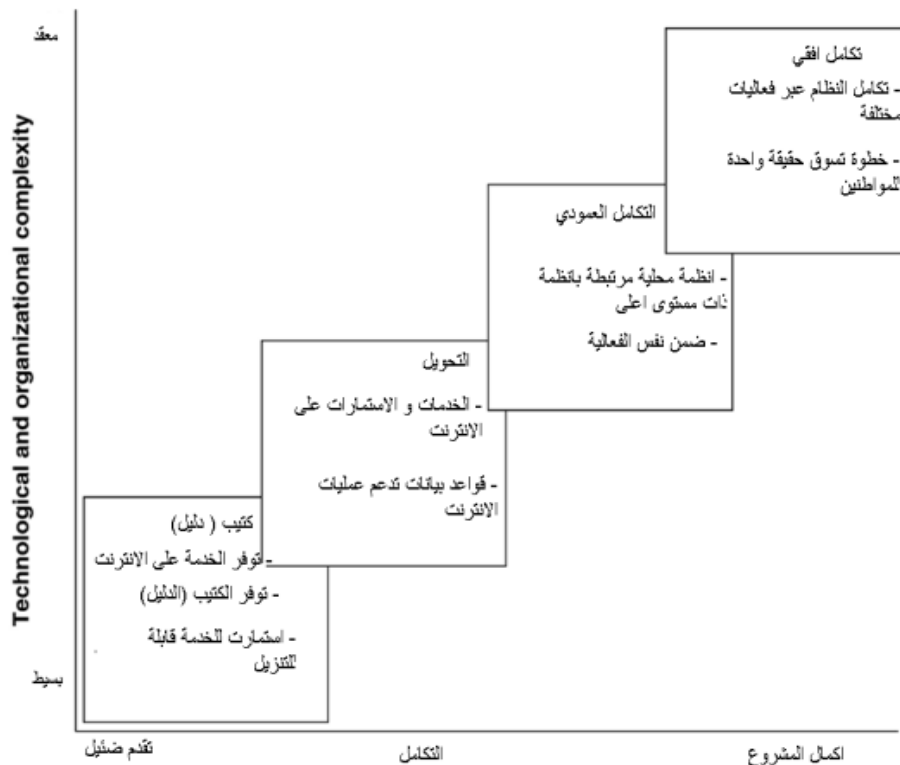 معقد
تكامل افقي
- تكامل النظام عبر فعاليات
مختلفة
- خطوة تسوق حقيقة واحدة
للمواطنين
التكامل العمودي
- انظمة محلية مرتبطة بانظمة
ذات مستوى اعلى
- ضمن نفس الفعالية
التحويل
- الخدمات و الاستمارات على
الانترنت
- قواعد بيانات تدعم عمليات
الانترنت
كتيب ( دليل)
- توفر الخدمة على الانترنت
- توفر الكتيب (الدليل)
- استمارت للخدمة قابلة
للتنزيل
بسيط
Technological and organizational complexity
تقدم ضئيل
التكامل
اكمال المشروع